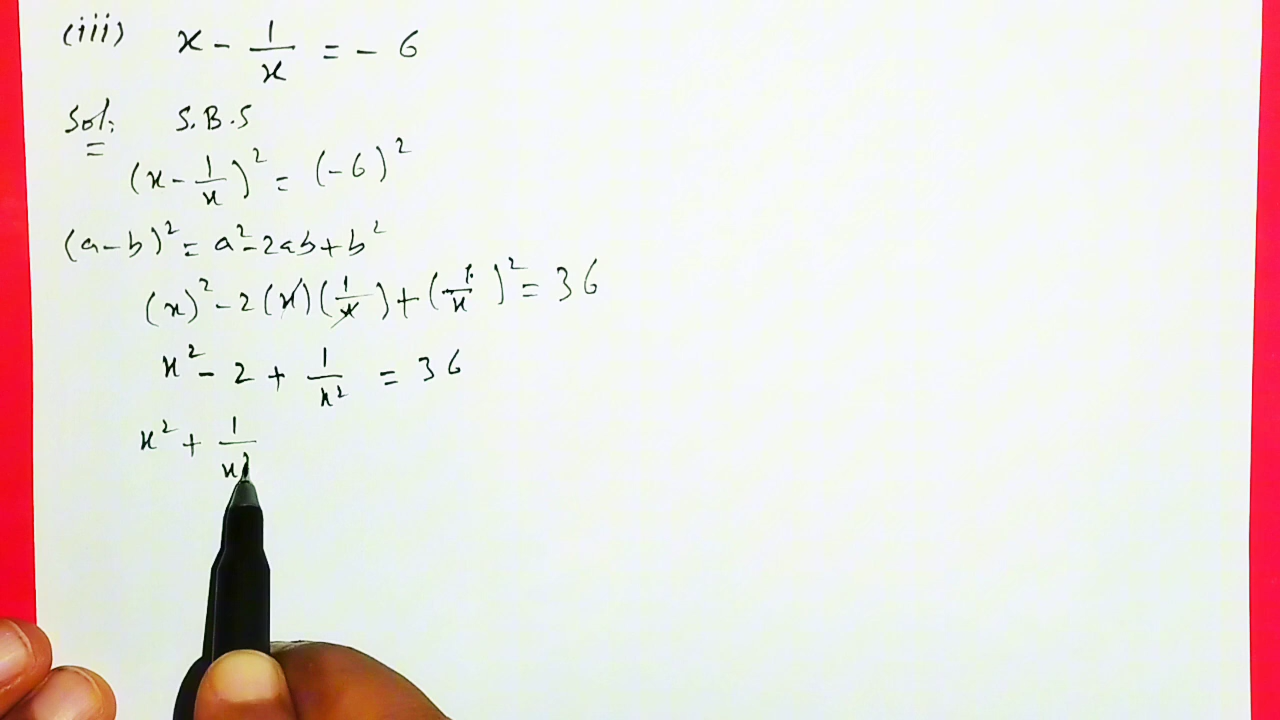 (iii) x - 1/x = - 6
Sol: S.B.S
(x - 1/x)² = (-6)²
(a-b)² = a²-2ab+b²
(x)² - 2(x)(1/x) + (1/x)² = 36
x² - 2 + 1/x² = 36
x² + 1/x²